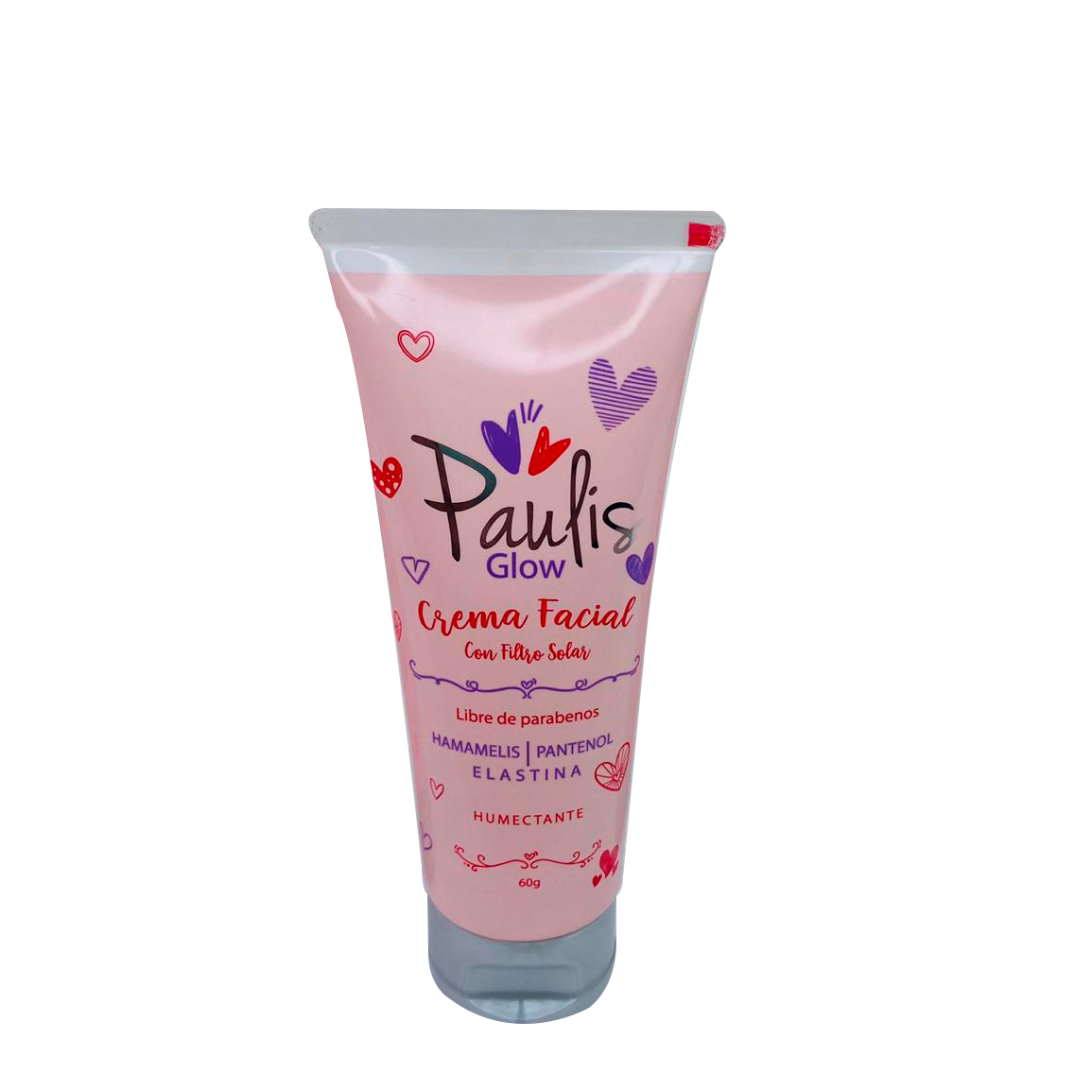 Paulis
Glow
Crema Facial
Con Filtro Solar
Libre de parabenos
HAMAMELIS | PANTENOL
ELASTINA
HUMECTANTE
60g